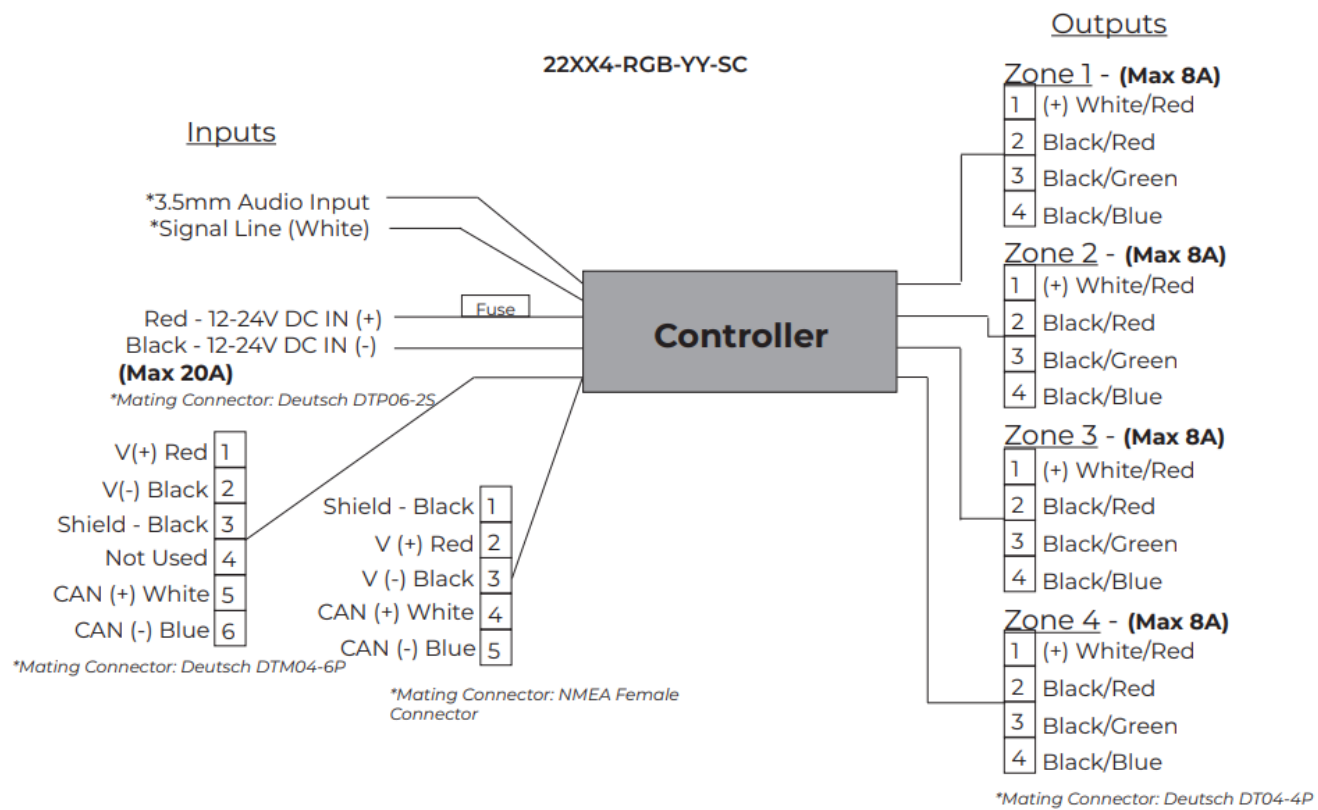 22XX4-RGB-YY-SC
Inputs
*3.5mm Audio Input
*Signal Line (White)
Fuse
Red - 12-24V DC IN (+)
Black - 12-24V DC IN (-)
(Max 20A)
*Mating Connector: Deutsch DTP06-2S
V(+) Red 1
V(-) Black 2
Shield - Black 3
Not Used 4
CAN (+) White 5
CAN (-) Blue 6
*Mating Connector: Deutsch DTM04-6P
Shield - Black 1
V (+) Red 2
V (-) Black 3
CAN (+) White 4
CAN (-) Blue 5
*Mating Connector: NMEA Female
Connector
Controller
Outputs
Zone 1 - (Max 8A)
1 (+) White/Red
2 Black/Red
3 Black/Green
4 Black/Blue
Zone 2 - (Max 8A)
1 (+) White/Red
2 Black/Red
3 Black/Green
4 Black/Blue
Zone 3 - (Max 8A)
1 (+) White/Red
2 Black/Red
3 Black/Green
4 Black/Blue
Zone 4 - (Max 8A)
1 (+) White/Red
2 Black/Red
3 Black/Green
4 Black/Blue
*Mating Connector: Deutsch DT04-4P